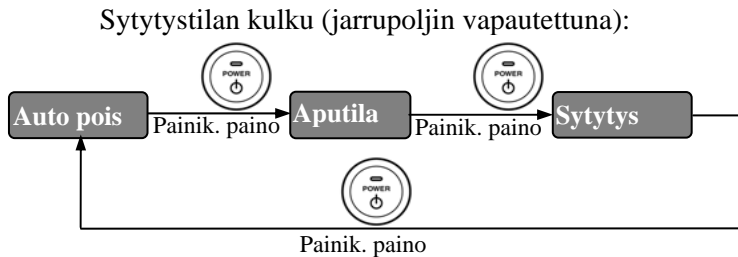 Sytytystilan kulku (jarrupoljin vapautettuna):
POWER
POWER
Auto pois
Painik. paino
Aputila
Painik. paino
Sytytys
POWER
Painik. paino